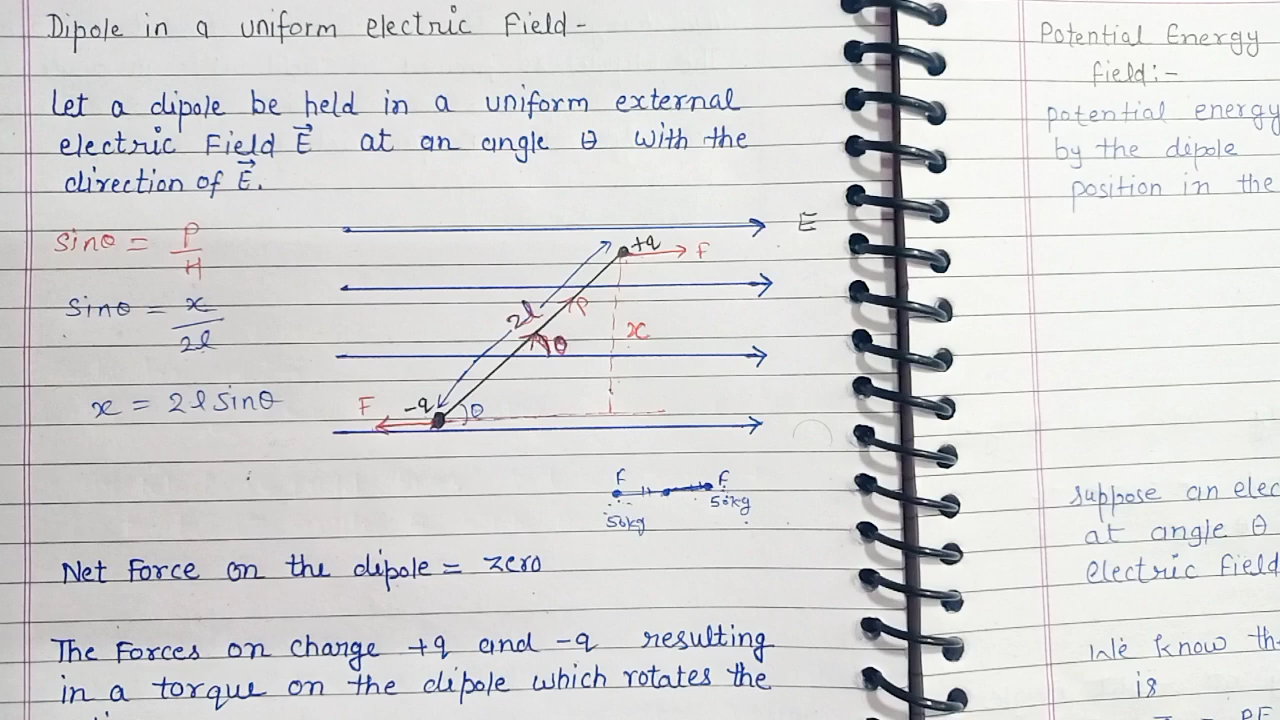 Dipole in a uniform electric Field-
Let a dipole be held in a uniform external
electric Field E⃗ at an angle θ with the
direction of E⃗.
sinθ = P/H
sinθ = x/2l
x = 2l sinθ
E
+q
F
2l
P
x
θ
F
-q
θ
F
F
50kg
50kg
Net Force on the dipole = zero
The Forces on charge +q and -q resulting
in a torque on the dipole which rotates the
Potential Energy
field:-
potential energy
by the dipole
position in the
suppose an elec
at angle θ
electric field
We know th
is
PE